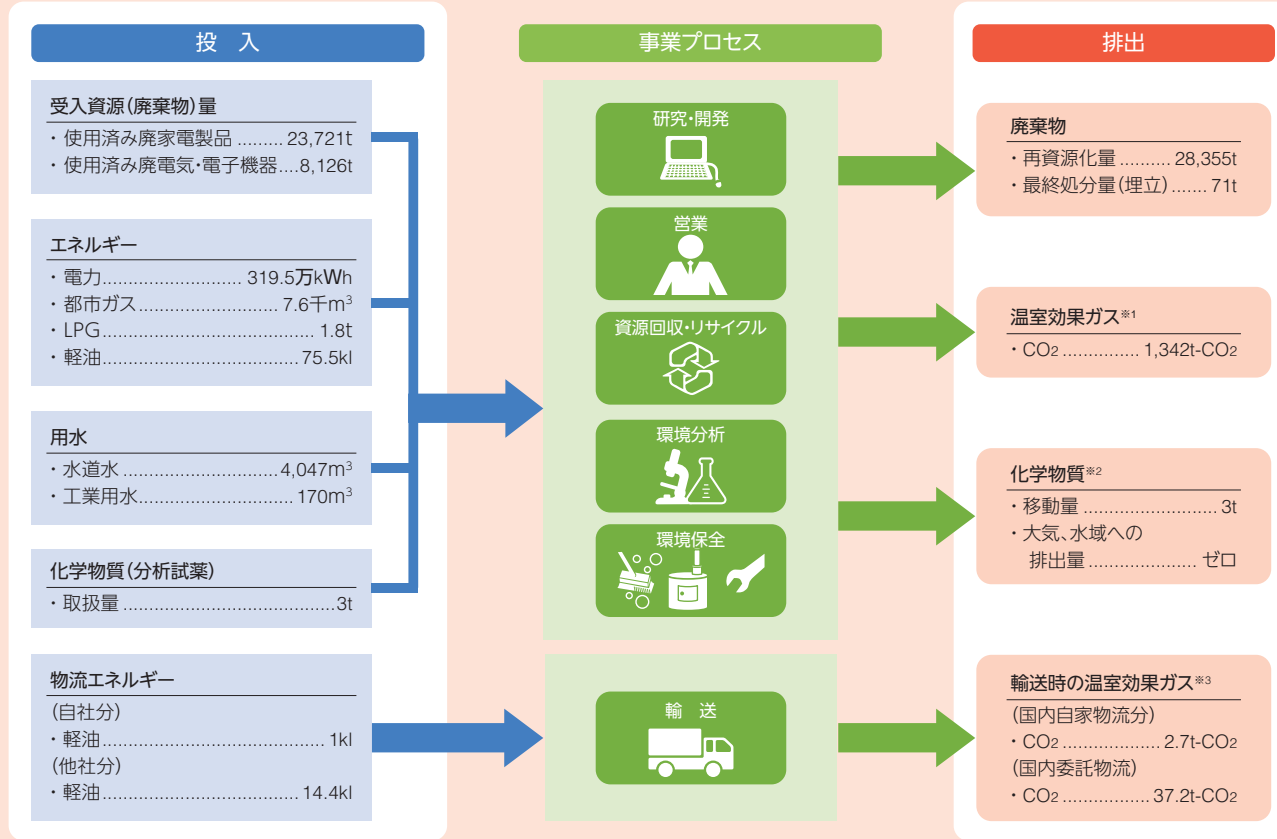 投　入
受入資源（廃棄物）量
・使用済み廃家電製品 ......... 23,721t
・使用済み廃電気・電子機器....8,126t
エネルギー
・電力.......................... 319.5万kWh
・都市ガス.......................... 7.6千m³
・LPG.................................... 1.8t
・軽油..................................75.5kl
用水
・水道水 .............................4,047m³
・工業用水..........................170m³
化学物質（分析試薬）
・取扱量 .......................................3t
物流エネルギー
(自社分)
・軽油......................................... 1kl
(他社分)
・軽油.....................................14.4kl
事業プロセス
研究・開発
営業
資源回収・リサイクル
環境分析
環境保全
輸　送
排出
廃棄物
・再資源化量 .......... 28,355t
・最終処分量（埋立）....... 71t
温室効果ガス※1
・CO2 ............... 1,342t-CO2
化学物質※2
・移動量 .......................... 3t
・大気、水域への
排出量 ..................... ゼロ
輸送時の温室効果ガス※3
(国内自家物流分)
・CO2 ................... 2.7t-CO2
(国内委託物流)
・CO2 ................. 37.2t-CO2